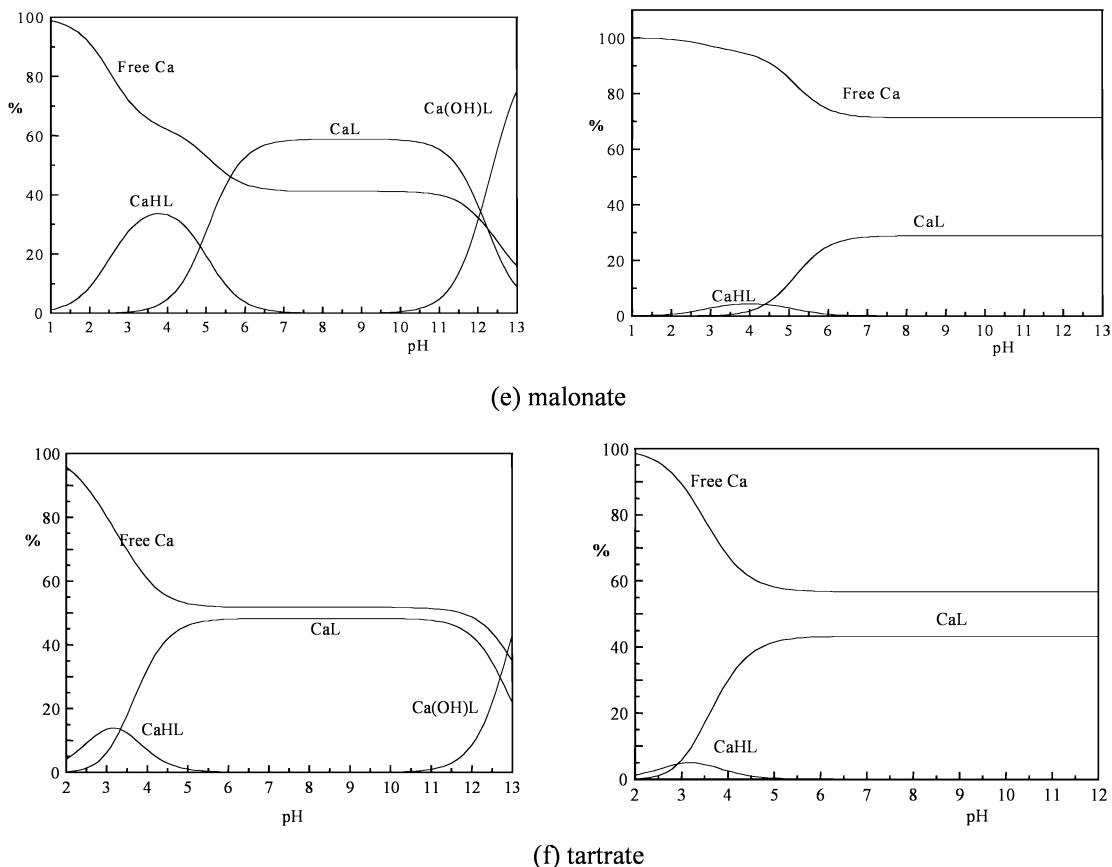 100
80
60
40
20
0
%
Free Ca
CaHL
CaL
Ca(OH)L
1 2 3 4 5 6 7 8 9 10 11 12 13
pH
100
80
60
40
20
0
%
Free Ca
CaL
CaHL
1 2 3 4 5 6 7 8 9 10 11 12 13
pH
(e) malonate
100
80
60
40
20
0
%
Free Ca
CaL
CaHL
Ca(OH)L
2 3 4 5 6 7 8 9 10 11 12 13
pH
100
80
60
40
20
0
%
Free Ca
CaL
CaHL
2 3 4 5 6 7 8 9 10 11 12
pH
(f) tartrate